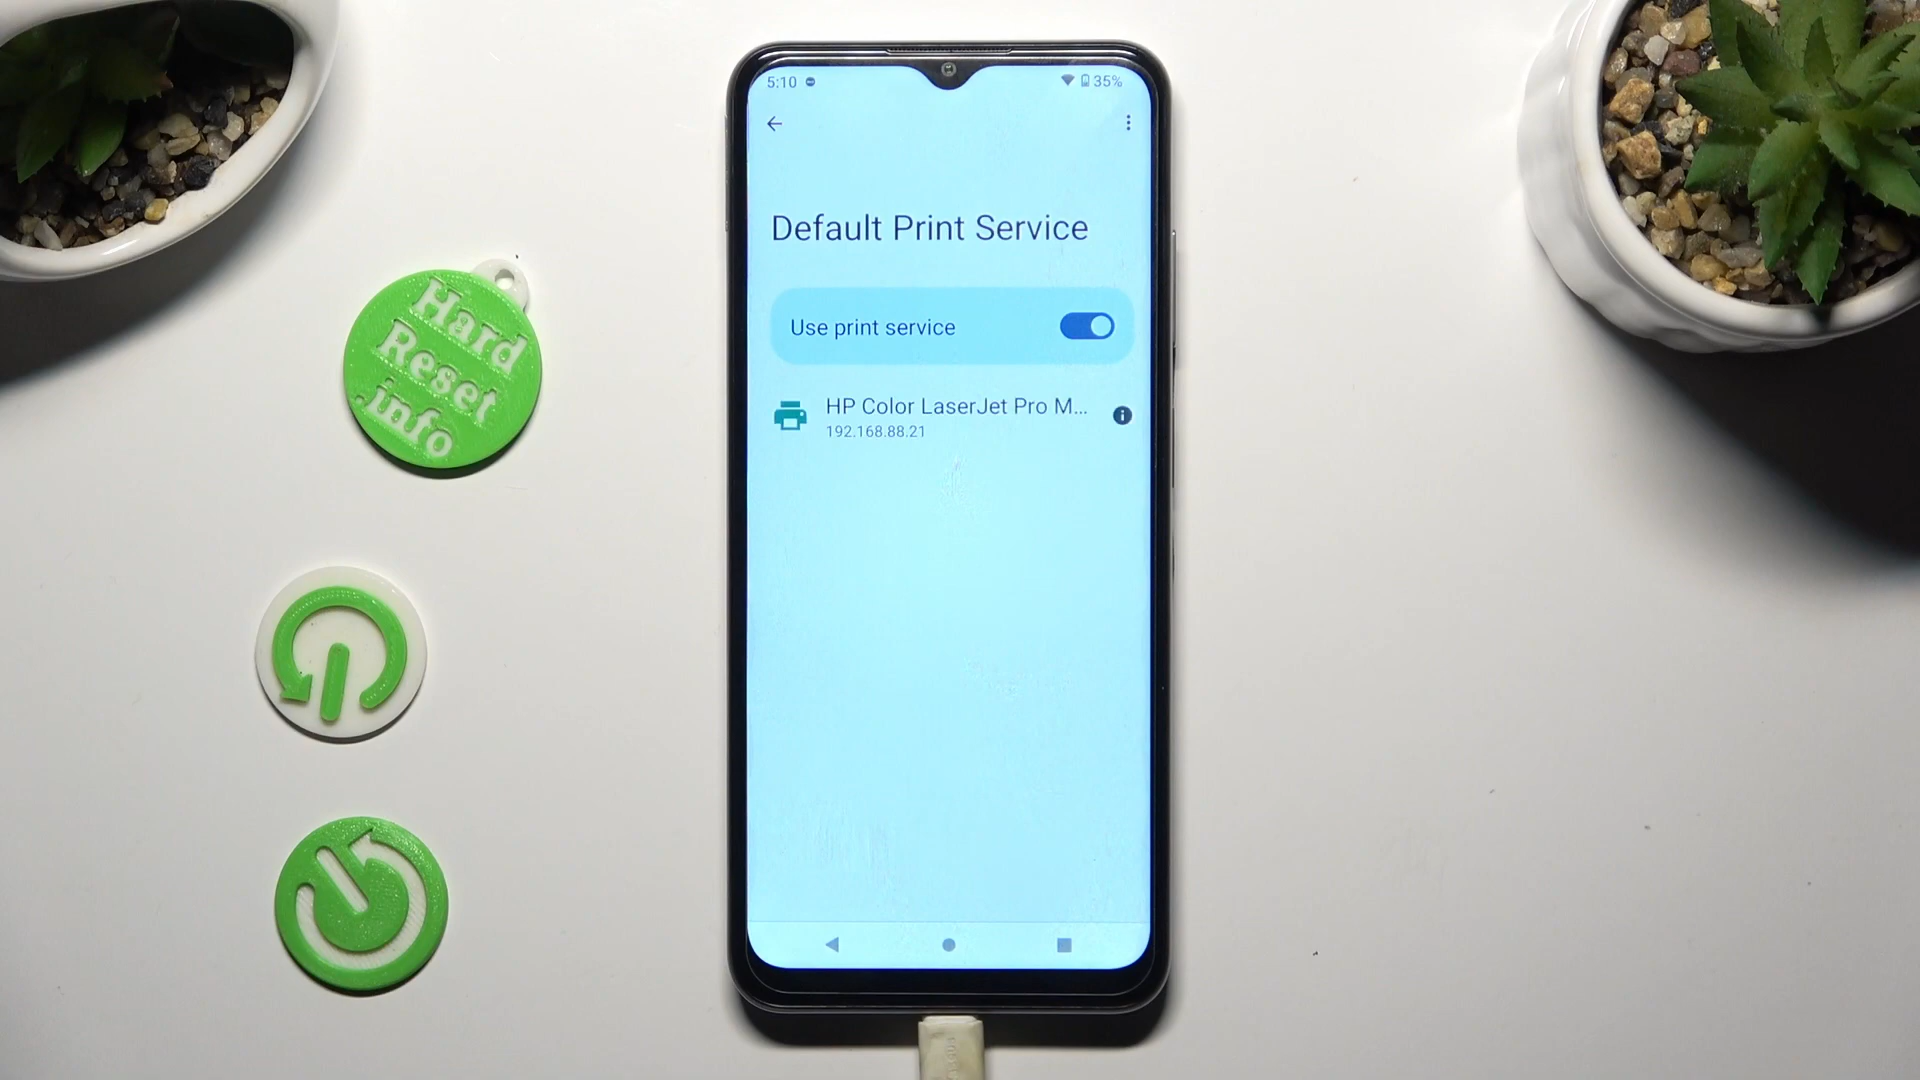 Hard
Reset
.info
5:10
35%
Default Print Service
Use print service
HP Color LaserJet Pro M...
192.168.88.21